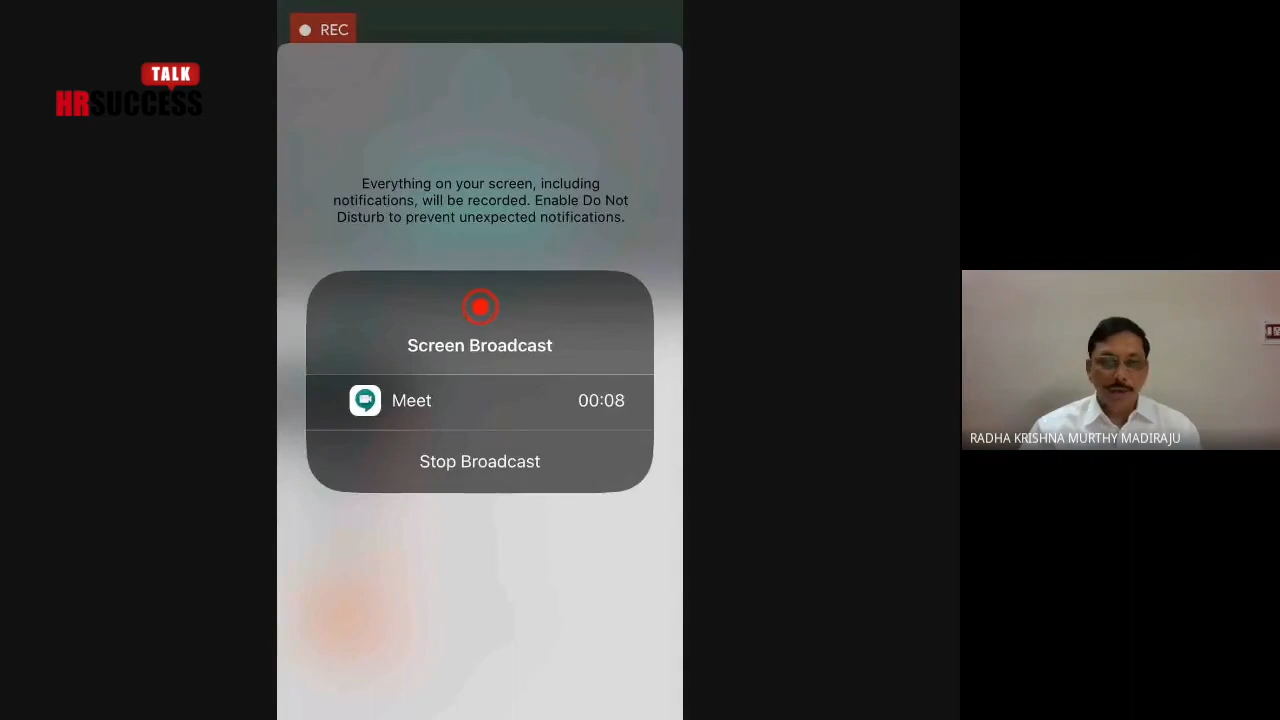 REC
TALK
HRSUCCESS
Everything on your screen, including
notifications, will be recorded. Enable Do Not
Disturb to prevent unexpected notifications.
Screen Broadcast
Meet 00:08
Stop Broadcast
RADHA KRISHNA MURTHY MADIRAJU